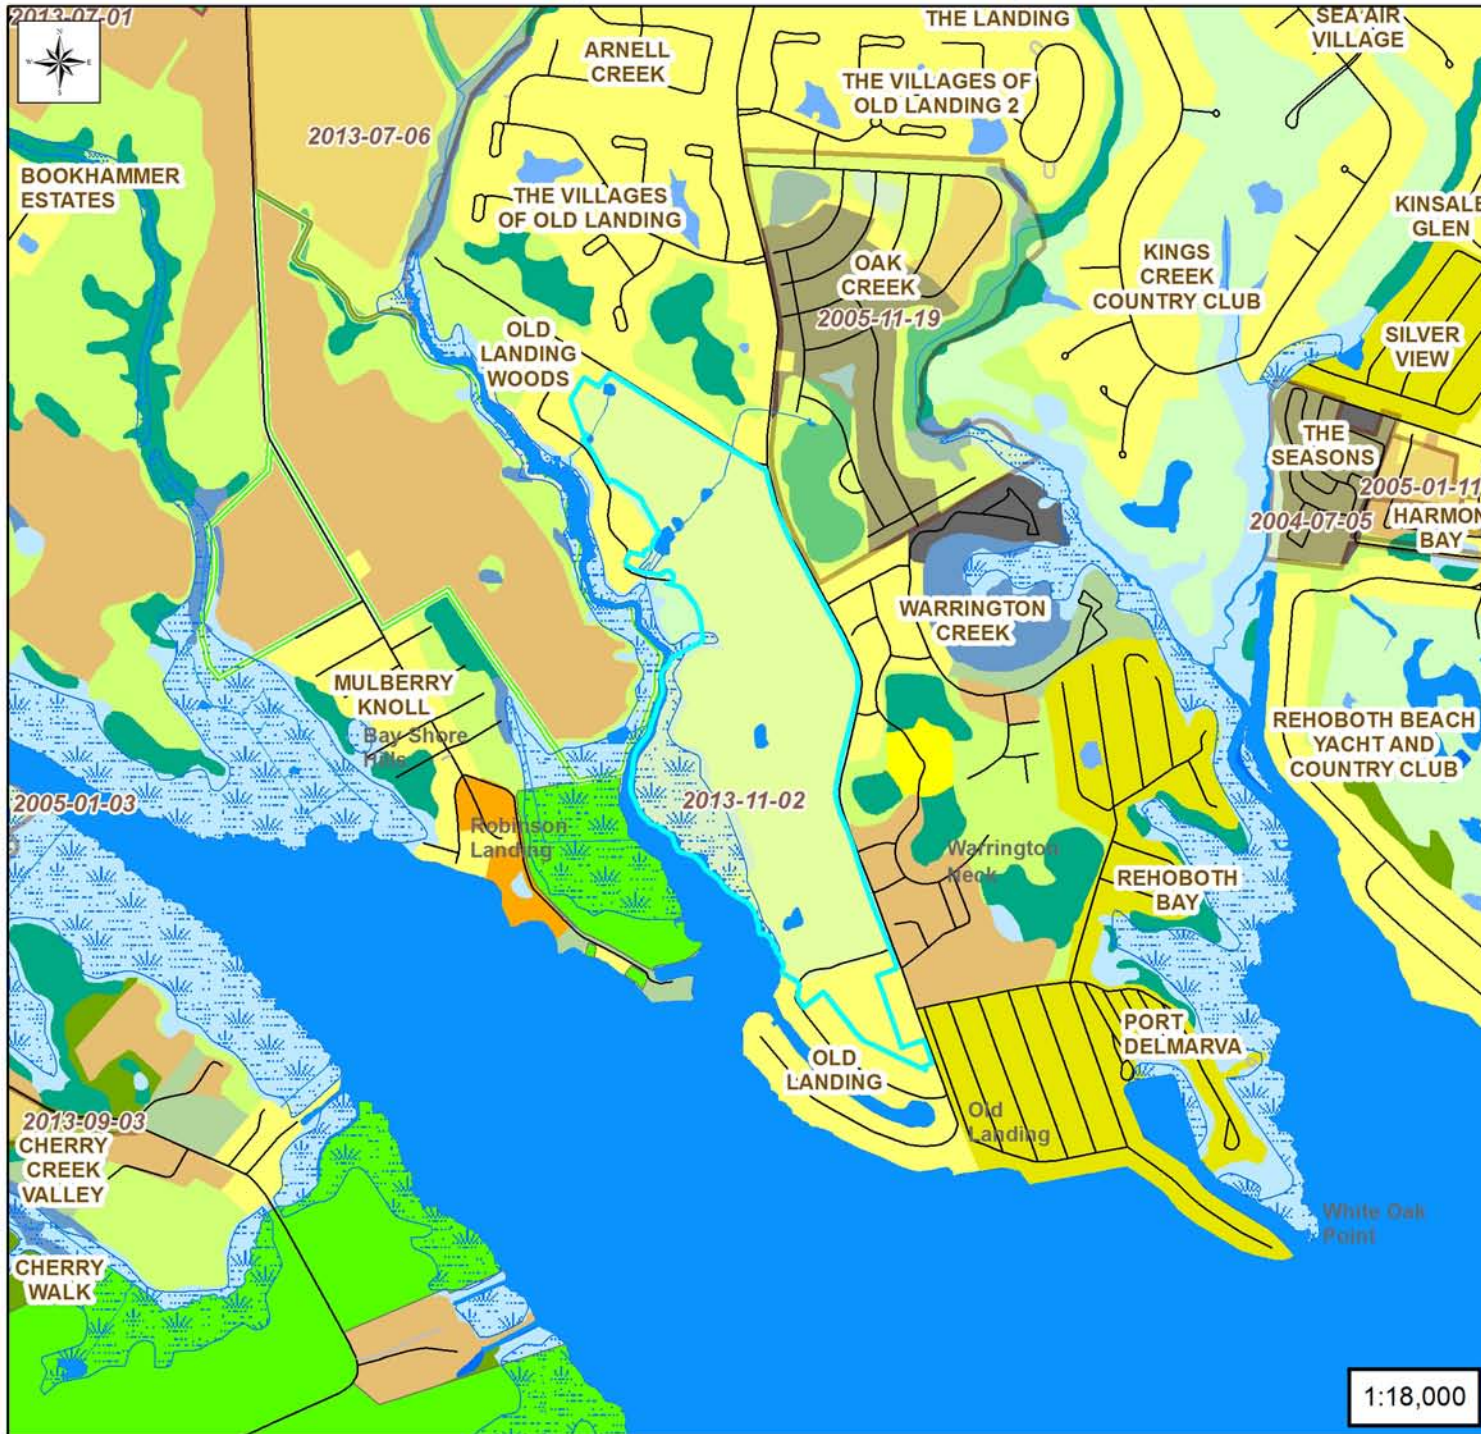 2013-07-01
N
W
E
S
THE LANDING
SEA AIR
VILLAGE
ARNELL
CREEK
THE VILLAGES OF
OLD LANDING 2
2013-07-06
BOOKHAMMER
ESTATES
THE VILLAGES
OF OLD LANDING
KINSALE
GLEN
OAK
CREEK
2005-11-19
KINGS
CREEK
COUNTRY CLUB
OLD
LANDING
WOODS
SILVER
VIEW
THE
SEASONS
2005-01-11
2004-07-05
HARMON
BAY
WARRINGTON
CREEK
MULBERRY
KNOLL
Bay Shore
Hills
REHOBOTH BEACH
YACHT AND
COUNTRY CLUB
2005-01-03
2013-11-02
Robinson
Landing
Warrington
Neck
REHOBOTH
BAY
PORT
DELMARVA
OLD
LANDING
Old
Landing
2013-09-03
CHERRY
CREEK
VALLEY
White Oak
Point
CHERRY
WALK
1:18,000